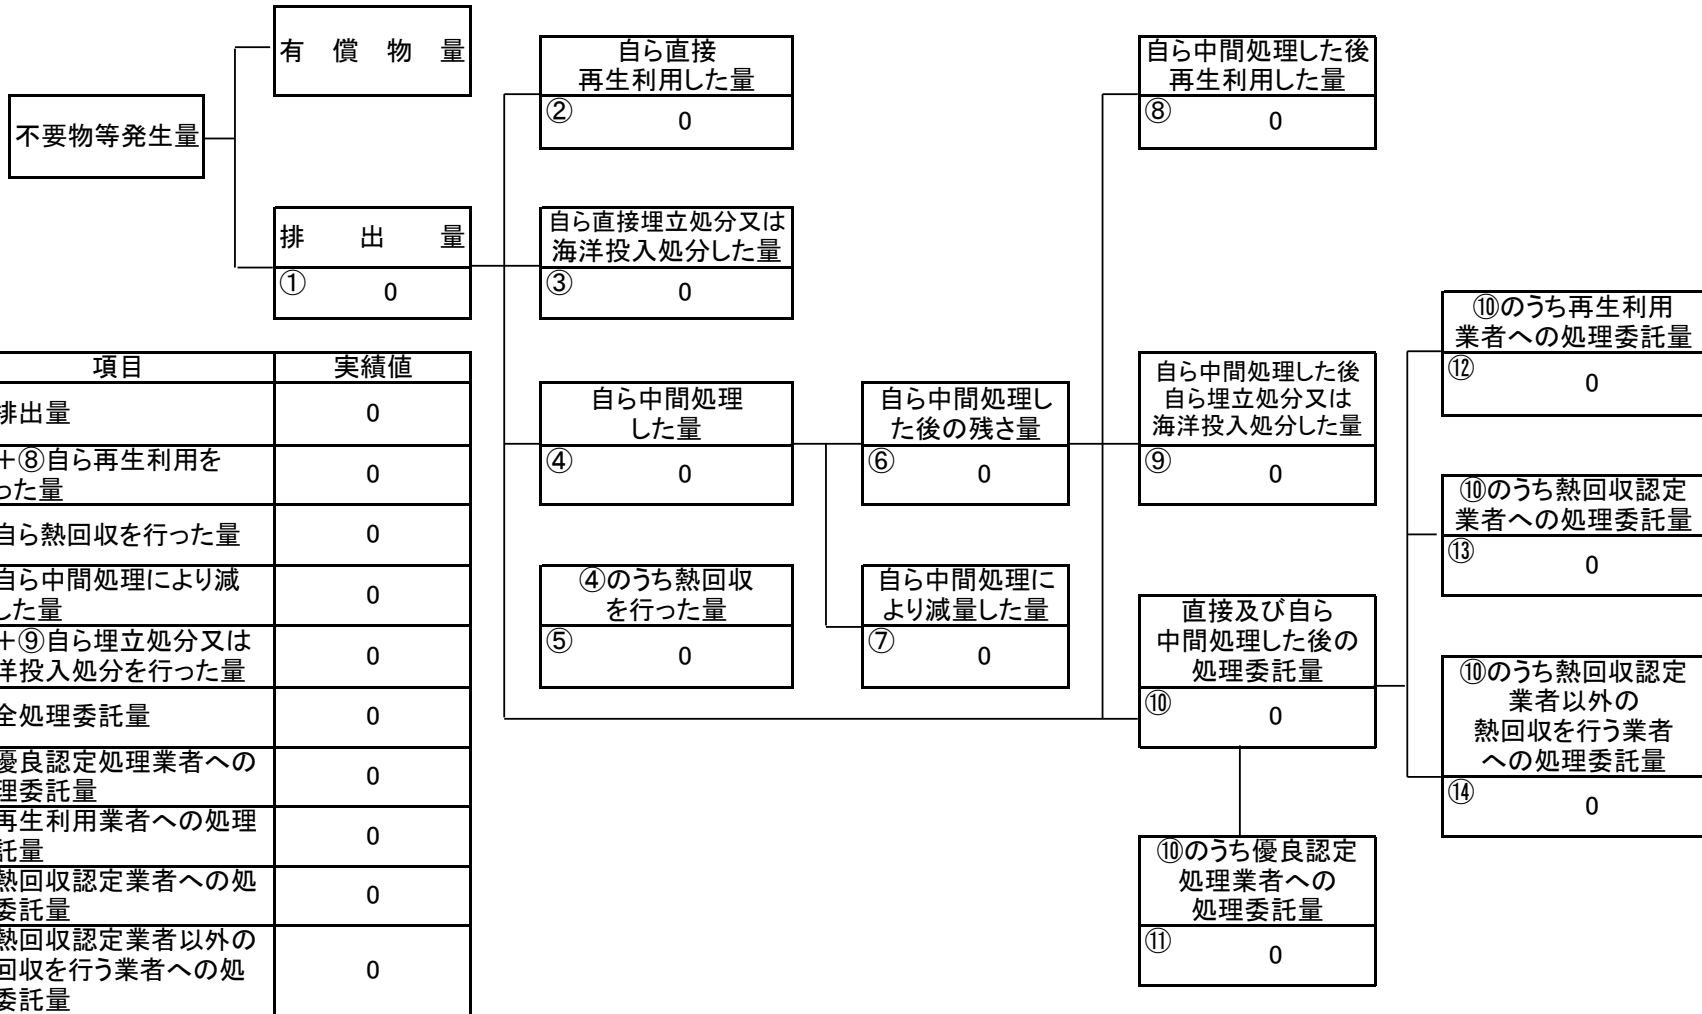 不要物等発生量
有　償　物　量
排　　出　　量
①
0
自ら直接
再生利用した量
②
0
自ら直接埋立処分又は
海洋投入処分した量
③
0
自ら中間処理
した量
④
0
④のうち熱回収
を行った量
⑤
0
自ら中間処理し
た後の残さ量
⑥
0
自ら中間処理に
より減量した量
⑦
0
自ら中間処理した後
再生利用した量
⑧
0
自ら中間処理した後
自ら埋立処分又は
海洋投入処分した量
⑨
0
直接及び自ら
中間処理した後の
処理委託量
⑩
0
⑩のうち優良認定
処理業者への
処理委託量
⑪
0
⑩のうち再生利用
業者への処理委託量
⑫
0
⑩のうち熱回収認定
業者への処理委託量
⑬
0
⑩のうち熱回収認定
業者以外の
熱回収を行う業者
への処理委託量
⑭
0
項目
実績値
排出量
0
＋⑧自ら再生利用を
った量
0
自ら熱回収を行った量
0
自ら中間処理により減
した量
0
＋⑨自ら埋立処分又は
洋投入処分を行った量
0
全処理委託量
0
優良認定処理業者への
理委託量
0
再生利用業者への処理
託量
0
熱回収認定業者への処
委託量
0
熱回収認定業者以外の
回収を行う業者への処
委託量
0